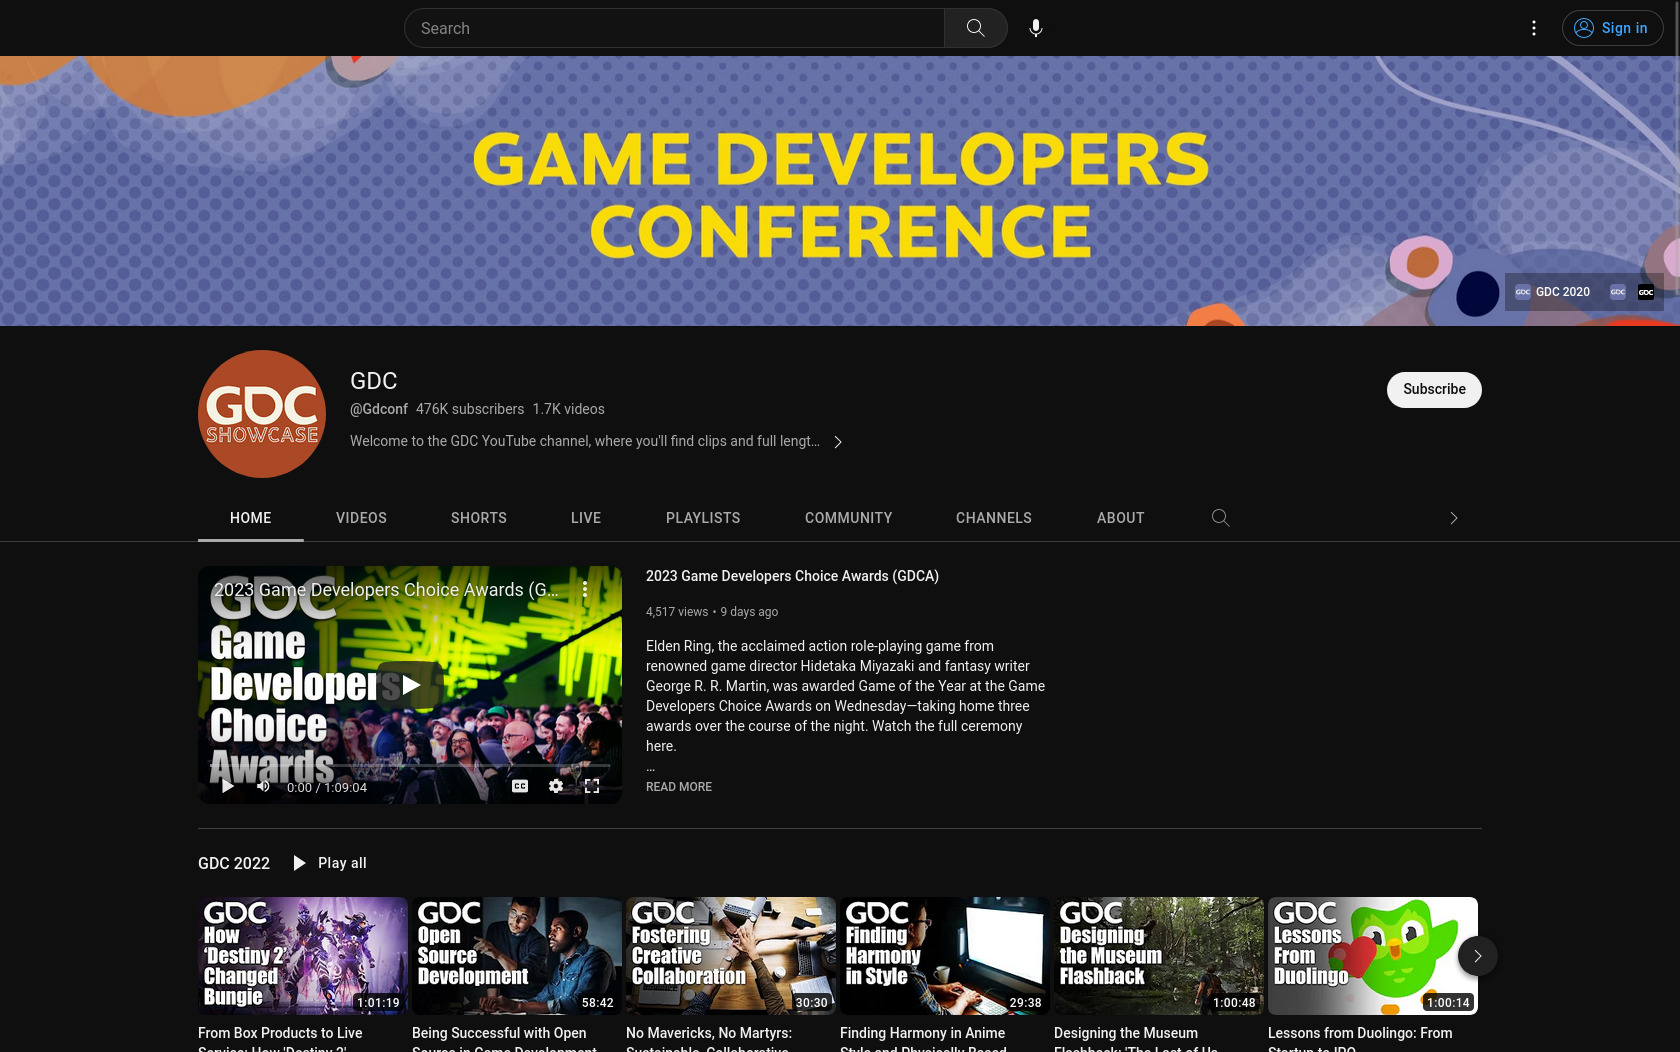 Search
Sign in
GAME DEVELOPERS
CONFERENCE
GDC GDC 2020 GDC GDC
GDC
SHOWCASE
GDC
@Gdconf 476K subscribers 1.7K videos
Welcome to the GDC YouTube channel, where you'll find clips and full lengt...
Subscribe
HOME VIDEOS SHORTS LIVE PLAYLISTS COMMUNITY CHANNELS ABOUT
2023 Game Developers Choice Awards (G...
GDC
Game
Developers
Choice
Awards
0:00 / 1:09:04
CC
2023 Game Developers Choice Awards (GDCA)
4,517 views • 9 days ago
Elden Ring, the acclaimed action role-playing game from
renowned game director Hidetaka Miyazaki and fantasy writer
George R. R. Martin, was awarded Game of the Year at the Game
Developers Choice Awards on Wednesday—taking home three
awards over the course of the night. Watch the full ceremony
here.
...
READ MORE
GDC 2022 Play all
GDC
How
'Destiny 2'
Changed
Bungie
1:01:19
From Box Products to Live
Service: How 'Destiny 2'
GDC
Open
Source
Development
58:42
Being Successful with Open
Source in Game Development
GDC
Fostering
Creative
Collaboration
30:30
No Mavericks, No Martyrs:
Sustainable, Collaborative
GDC
Finding
Harmony
in Style
29:38
Finding Harmony in Anime
Style and Physically Based
GDC
Designing
the Museum
Flashback
1:00:48
Designing the Museum
Flashback: 'The Last of Us
GDC
Lessons
From
Duolingo
1:00:14
Lessons from Duolingo: From
Startup to IPO